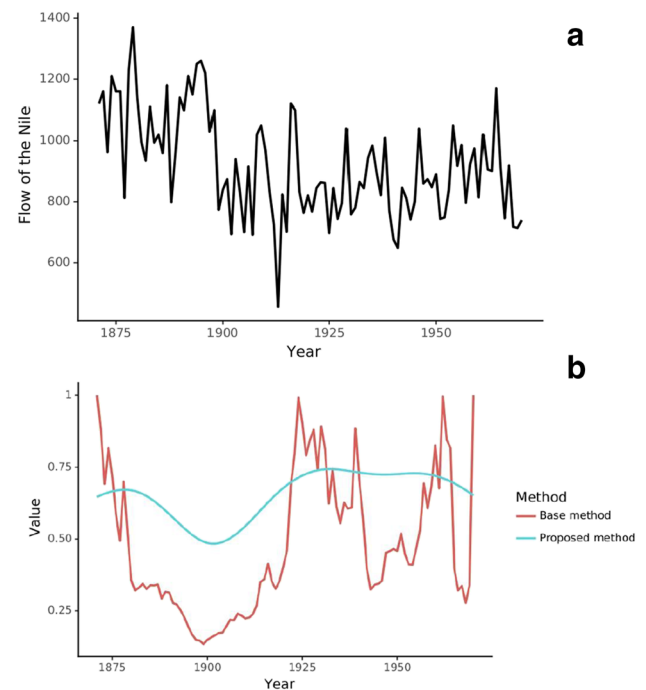 a
1400
1200
1000
800
600
Flow of the Nile
1875 1900 1925 1950
Year
b
1
0.75
0.50
0.25
Value
1875 1900 1925 1950
Year
Method
Base method
Proposed method